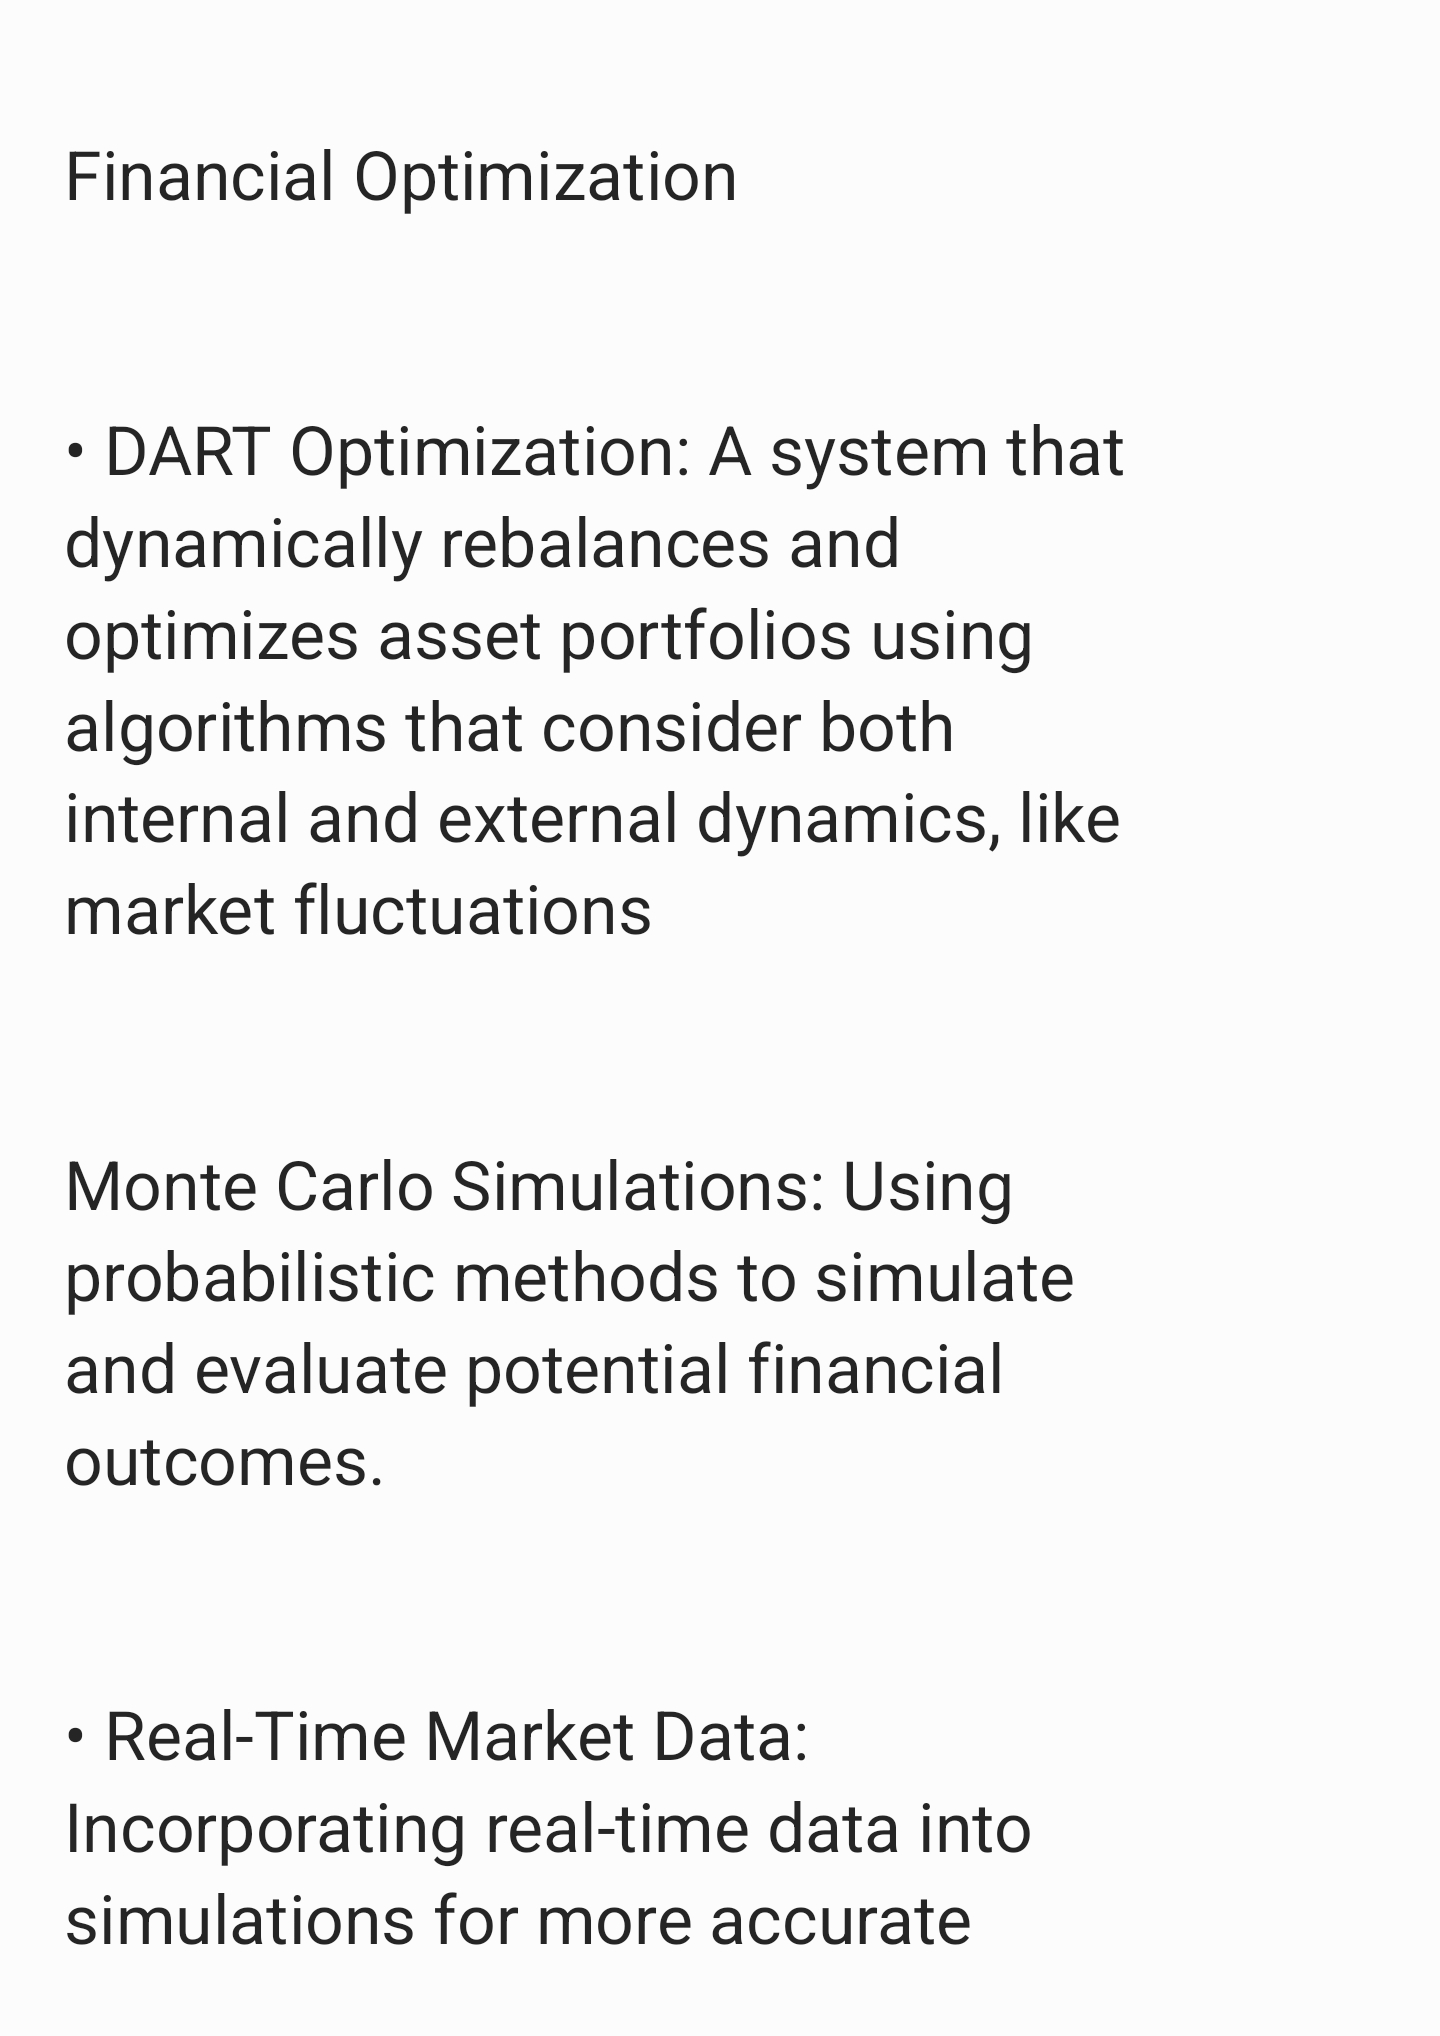 Financial Optimization
• DART Optimization: A system that
dynamically rebalances and
optimizes asset portfolios using
algorithms that consider both
internal and external dynamics, like
market fluctuations
Monte Carlo Simulations: Using
probabilistic methods to simulate
and evaluate potential financial
outcomes.
• Real-Time Market Data:
Incorporating real-time data into
simulations for more accurate